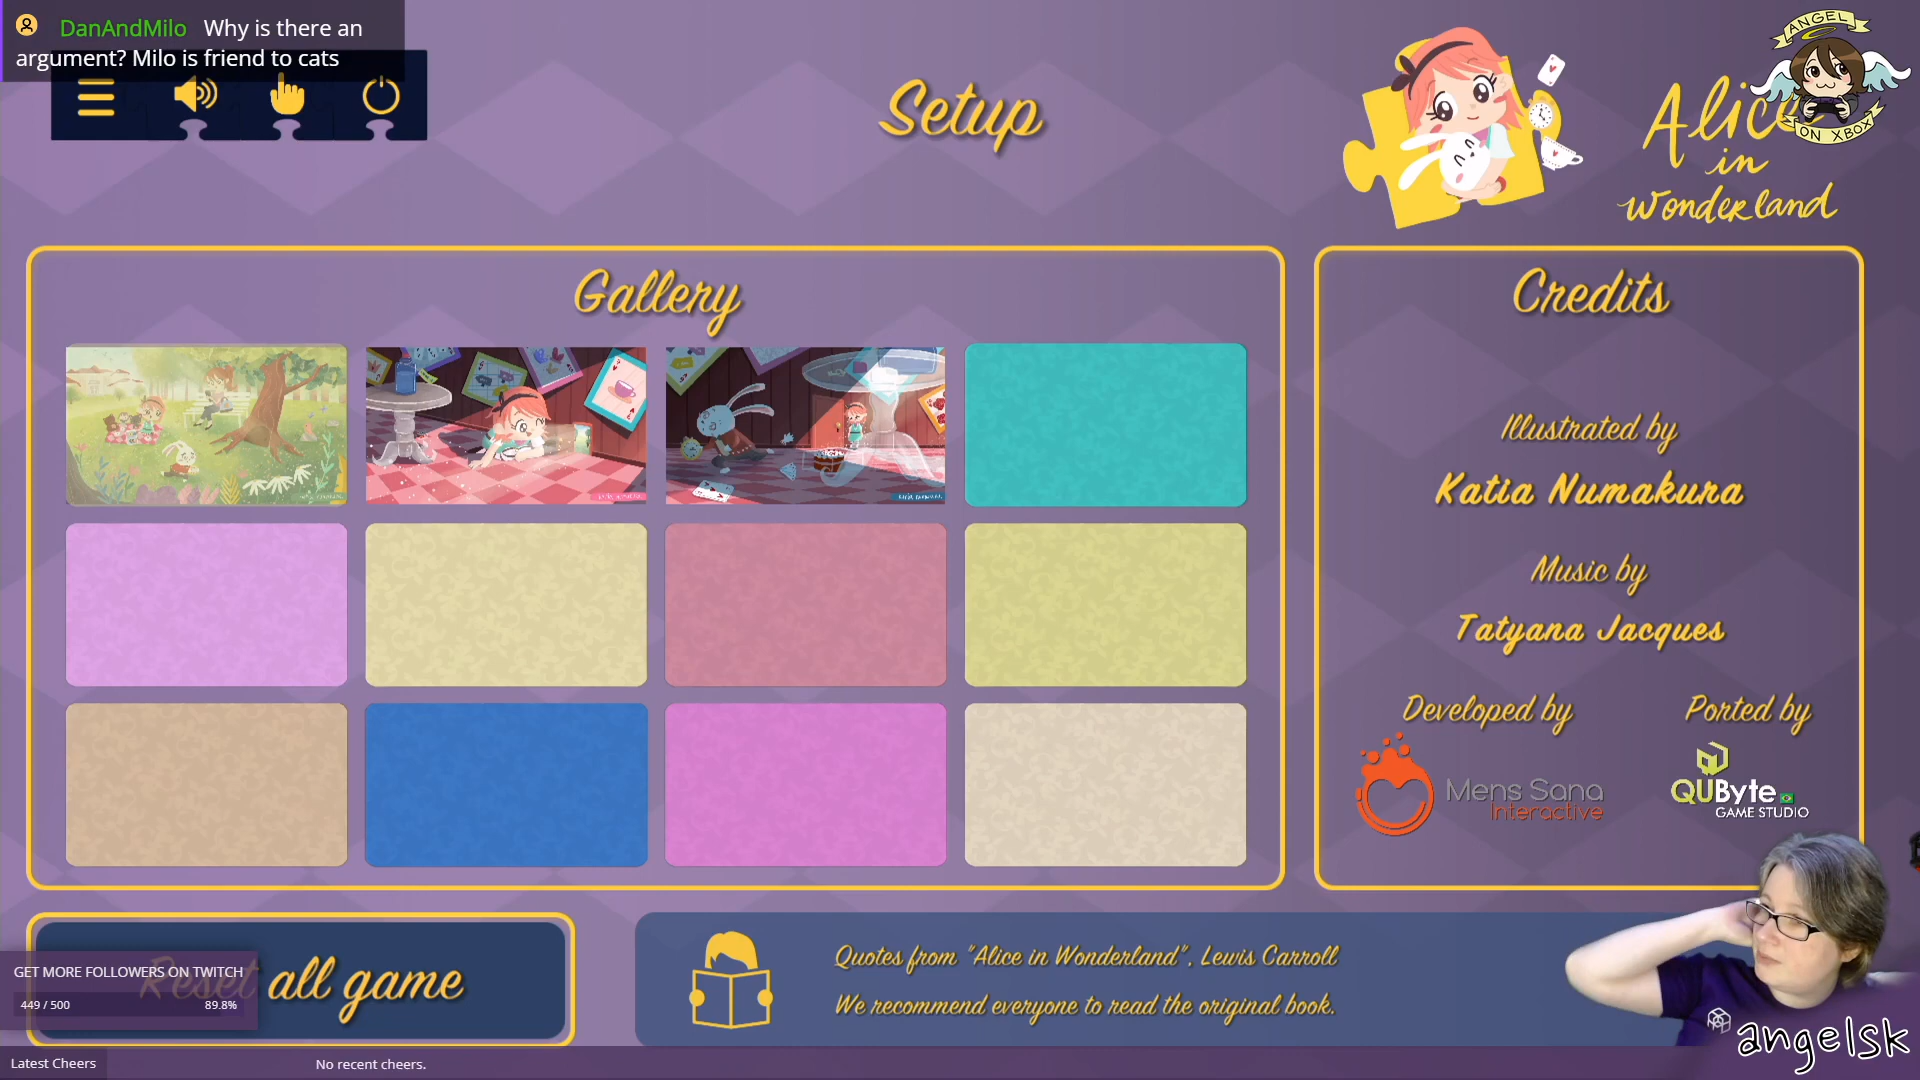 DanAndMilo Why is there an
argument? Milo is friend to cats
Setup
Alice
in
Wonderland
ANGEL
ON XBOX
Gallery
Credits
Illustrated by
Katia Numakura
Music by
Tatyana Jacques
Developed by
Ported by
Mens Sana
Interactive
QUByte
GAME STUDIO
Reset all game
GET MORE FOLLOWERS ON TWITCH
449 / 500
89.8%
Quotes from "Alice in Wonderland", Lewis Carroll
We recommend everyone to read the original book.
angelsk
Latest Cheers
No recent cheers.